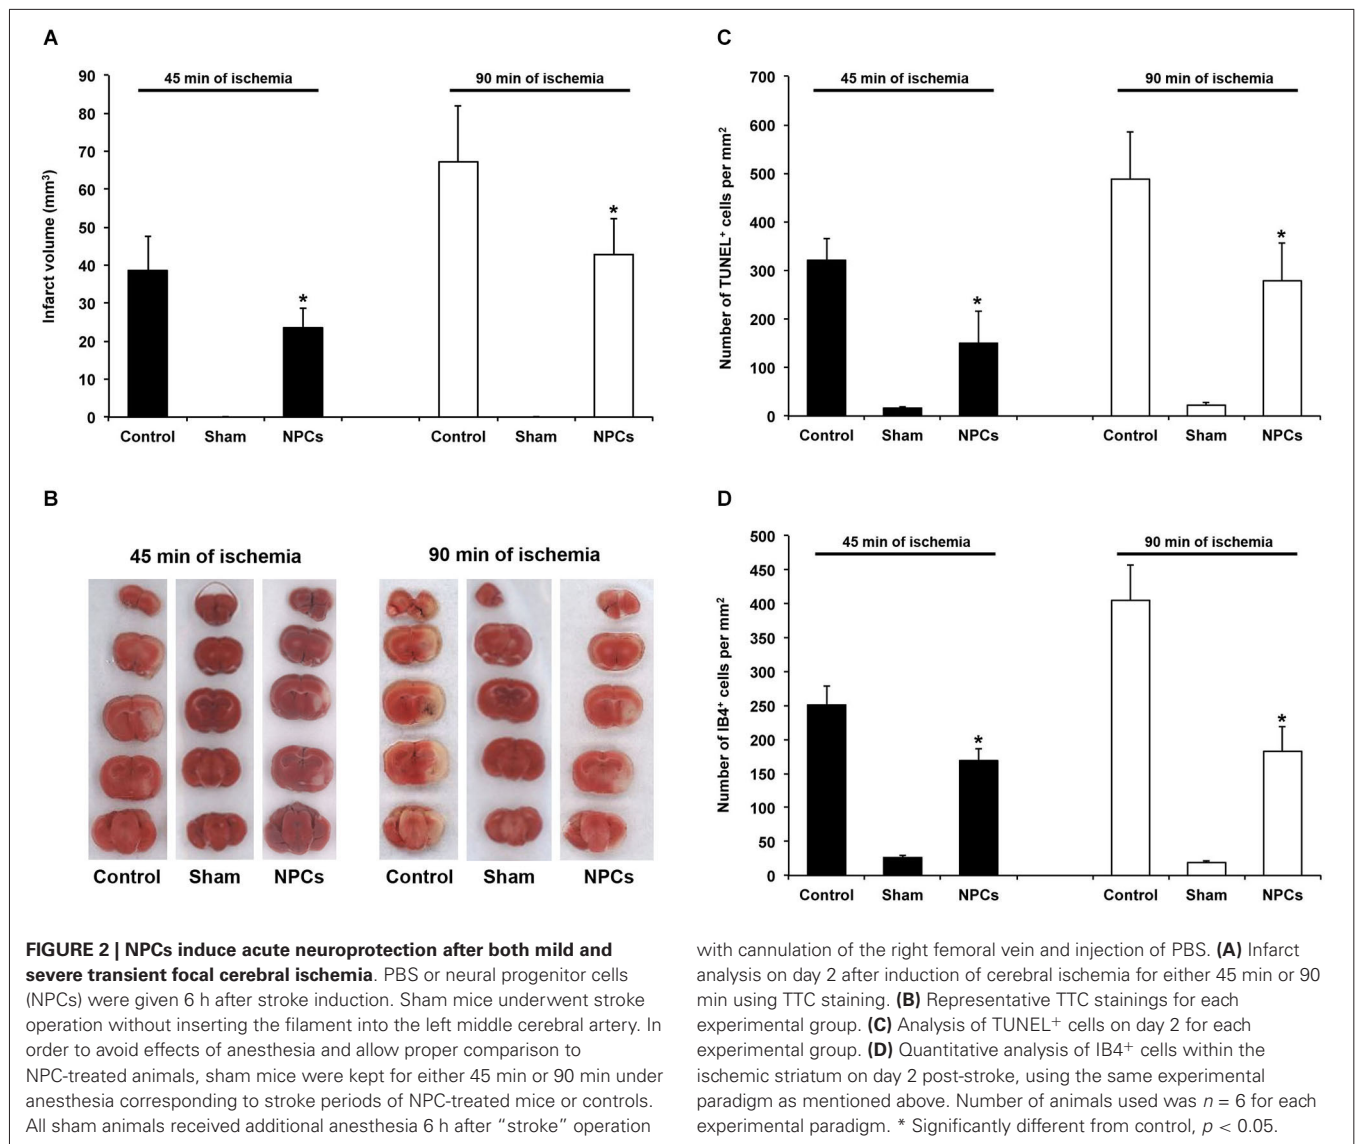 A
45 min of ischemia
90 min of ischemia
Infarct volume (mm³)
90
80
70
60
50
40
30
20
10
0
*
*
Control Sham NPCs Control Sham NPCs
B
45 min of ischemia 90 min of ischemia
Control Sham NPCs Control Sham NPCs
C
45 min of ischemia
90 min of ischemia
Number of TUNEL⁺ cells per mm²
700
600
500
400
300
200
100
0
*
*
Control Sham NPCs Control Sham NPCs
D
45 min of ischemia
90 min of ischemia
Number of IB4⁺ cells per mm²
500
450
400
350
300
250
200
150
100
50
0
*
*
Control Sham NPCs Control Sham NPCs
FIGURE 2 | NPCs induce acute neuroprotection after both mild and
severe transient focal cerebral ischemia. PBS or neural progenitor cells
(NPCs) were given 6 h after stroke induction. Sham mice underwent stroke
operation without inserting the filament into the left middle cerebral artery. In
order to avoid effects of anesthesia and allow proper comparison to
NPC-treated animals, sham mice were kept for either 45 min or 90 min under
anesthesia corresponding to stroke periods of NPC-treated mice or controls.
All sham animals received additional anesthesia 6 h after “stroke” operation
with cannulation of the right femoral vein and injection of PBS. (A) Infarct
analysis on day 2 after induction of cerebral ischemia for either 45 min or 90
min using TTC staining. (B) Representative TTC stainings for each
experimental group. (C) Analysis of TUNEL⁺ cells on day 2 for each
experimental group. (D) Quantitative analysis of IB4⁺ cells within the
ischemic striatum on day 2 post-stroke, using the same experimental
paradigm as mentioned above. Number of animals used was n = 6 for each
experimental paradigm. * Significantly different from control, p < 0.05.